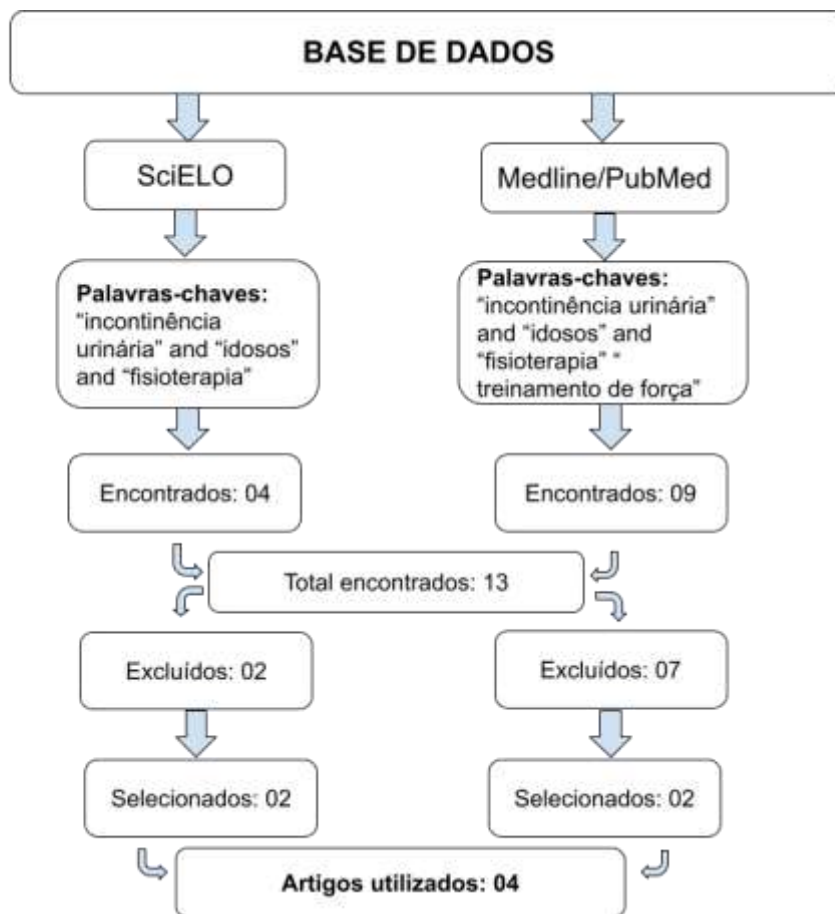 BASE DE DADOS
SciELO
Medline/PubMed
Palavras-chaves:
“incontinência
urinária” and “idosos”
and “fisioterapia”
Palavras-chaves:
“incontinência urinária”
and “idosos” and
“fisioterapia” “
treinamento de força”
Encontrados: 04
Encontrados: 09
Total encontrados: 13
Excluídos: 02
Excluídos: 07
Selecionados: 02
Selecionados: 02
Artigos utilizados: 04